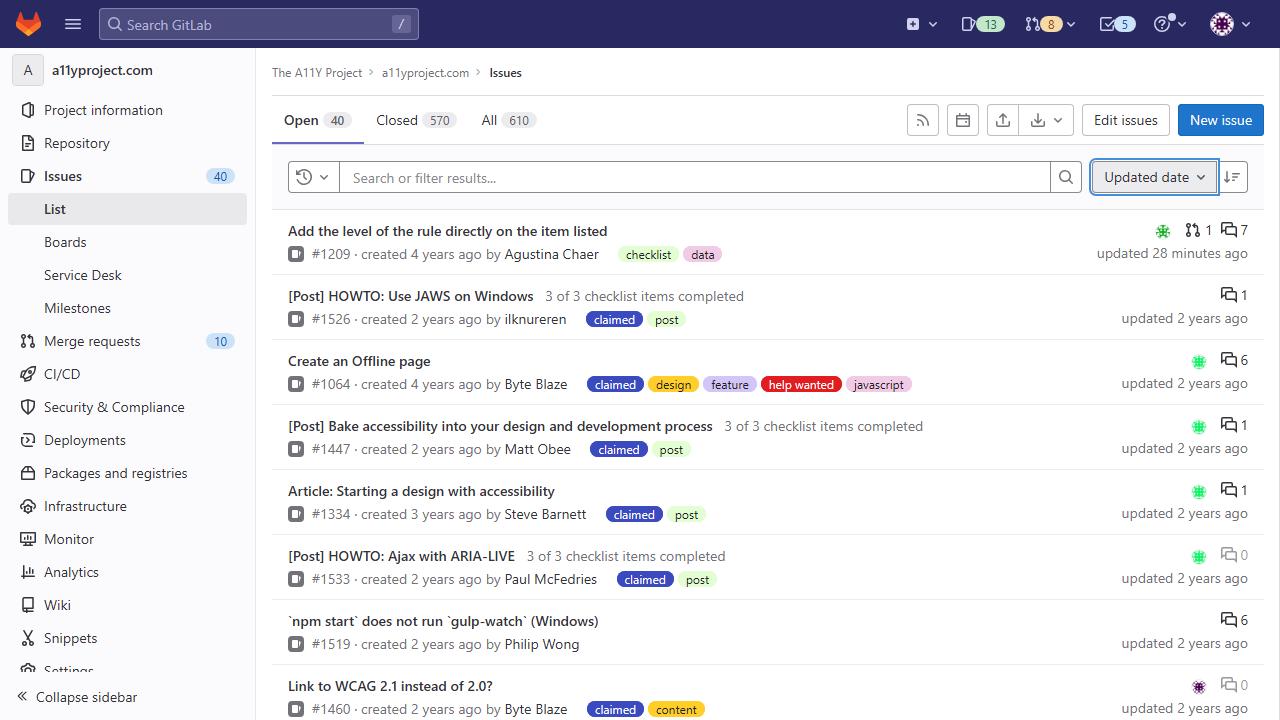 Search GitLab /
13
8
5
A a11yproject.com
Project information
Repository
Issues 40
List
Boards
Service Desk
Milestones
Merge requests 10
CI/CD
Security & Compliance
Deployments
Packages and registries
Infrastructure
Monitor
Analytics
Wiki
Snippets
Settings
Collapse sidebar
The A11Y Project › a11yproject.com › Issues
Open 40 Closed 570 All 610
Edit issues New issue
Search or filter results...
Updated date
Add the level of the rule directly on the item listed
1 7
#1209 · created 4 years ago by Agustina Chaer checklist data
updated 28 minutes ago
[Post] HOWTO: Use JAWS on Windows 3 of 3 checklist items completed
1
#1526 · created 2 years ago by ilknureren claimed post
updated 2 years ago
Create an Offline page
6
#1064 · created 4 years ago by Byte Blaze claimed design feature help wanted javascript
updated 2 years ago
[Post] Bake accessibility into your design and development process 3 of 3 checklist items completed
1
#1447 · created 2 years ago by Matt Obee claimed post
updated 2 years ago
Article: Starting a design with accessibility
1
#1334 · created 3 years ago by Steve Barnett claimed post
updated 2 years ago
[Post] HOWTO: Ajax with ARIA-LIVE 3 of 3 checklist items completed
0
#1533 · created 2 years ago by Paul McFedries claimed post
updated 2 years ago
`npm start` does not run `gulp-watch` (Windows)
6
#1519 · created 2 years ago by Philip Wong
updated 2 years ago
Link to WCAG 2.1 instead of 2.0?
0
#1460 · created 2 years ago by Byte Blaze claimed content
updated 2 years ago